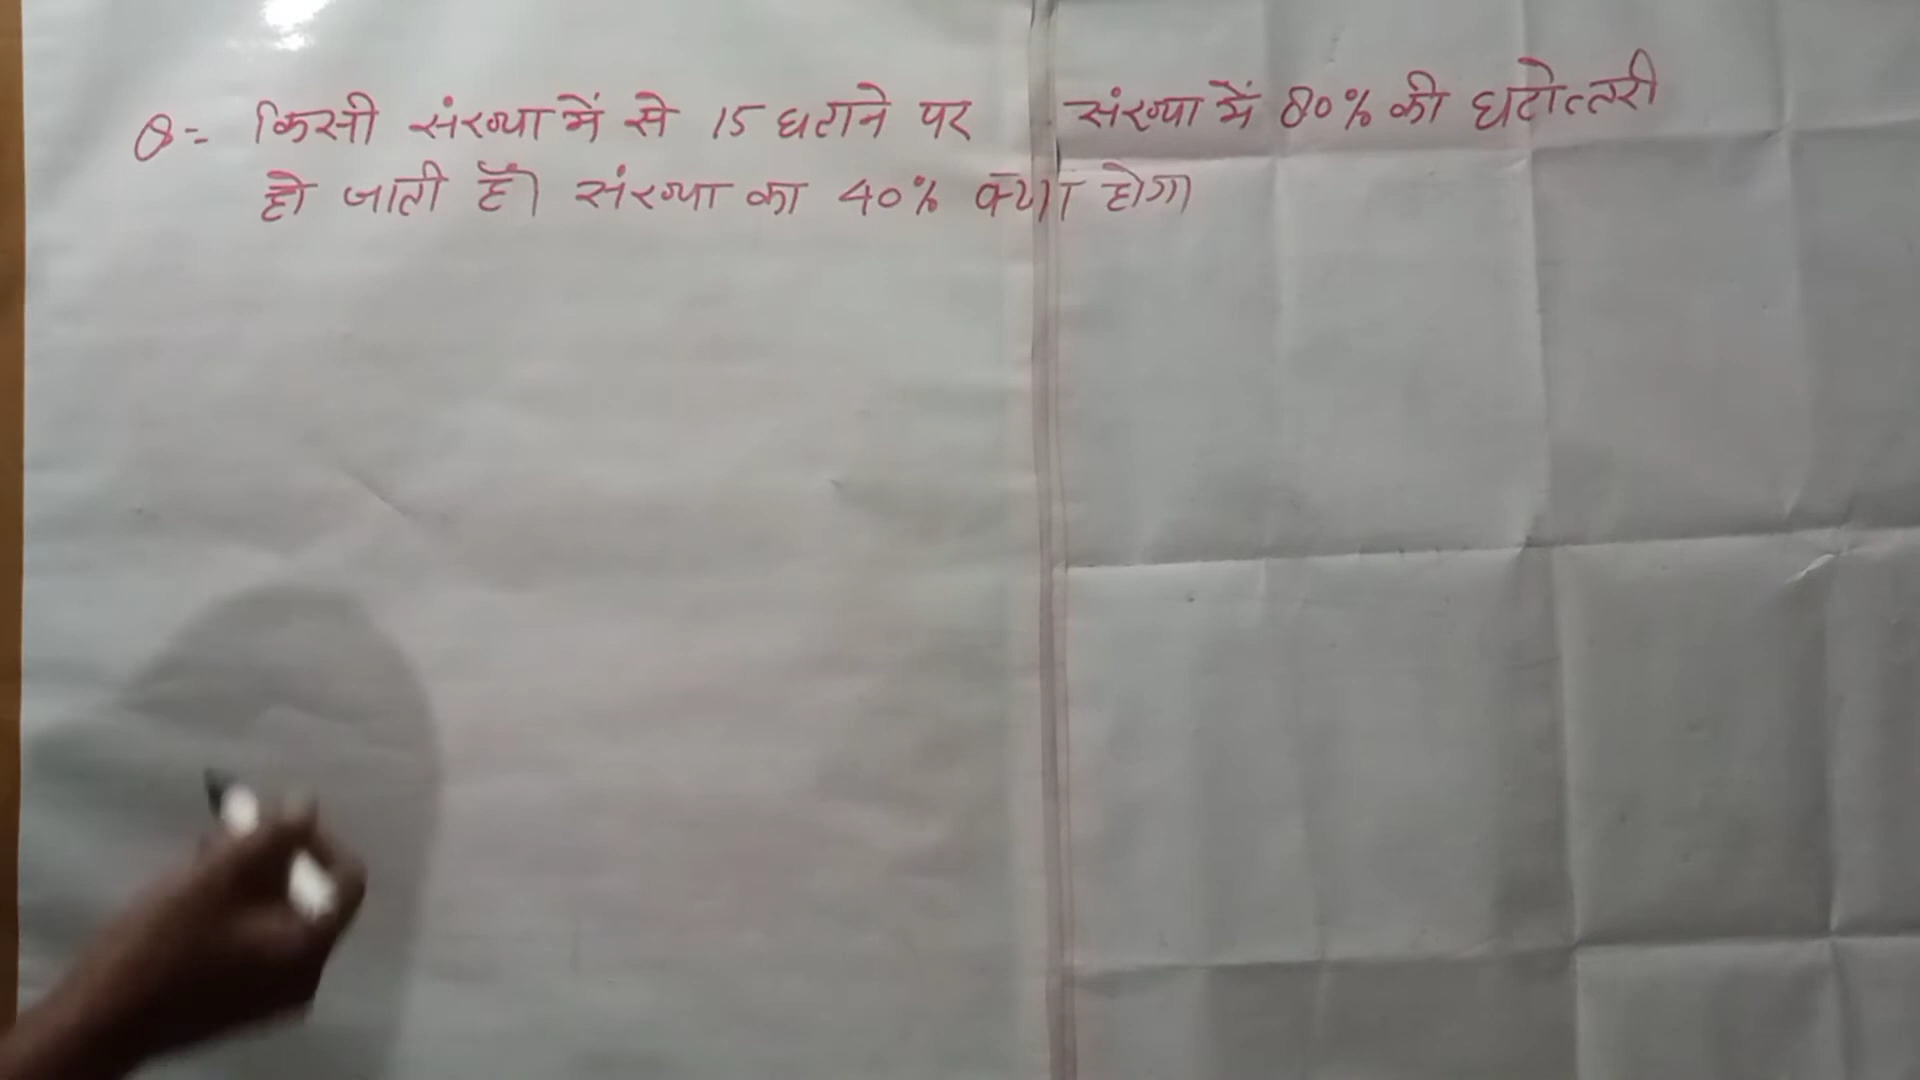 Q= किसी संख्या में से 15 घटाने पर संख्या में 80% की घटोत्तरी
हो जाती है। संख्या का 40% क्या होगा